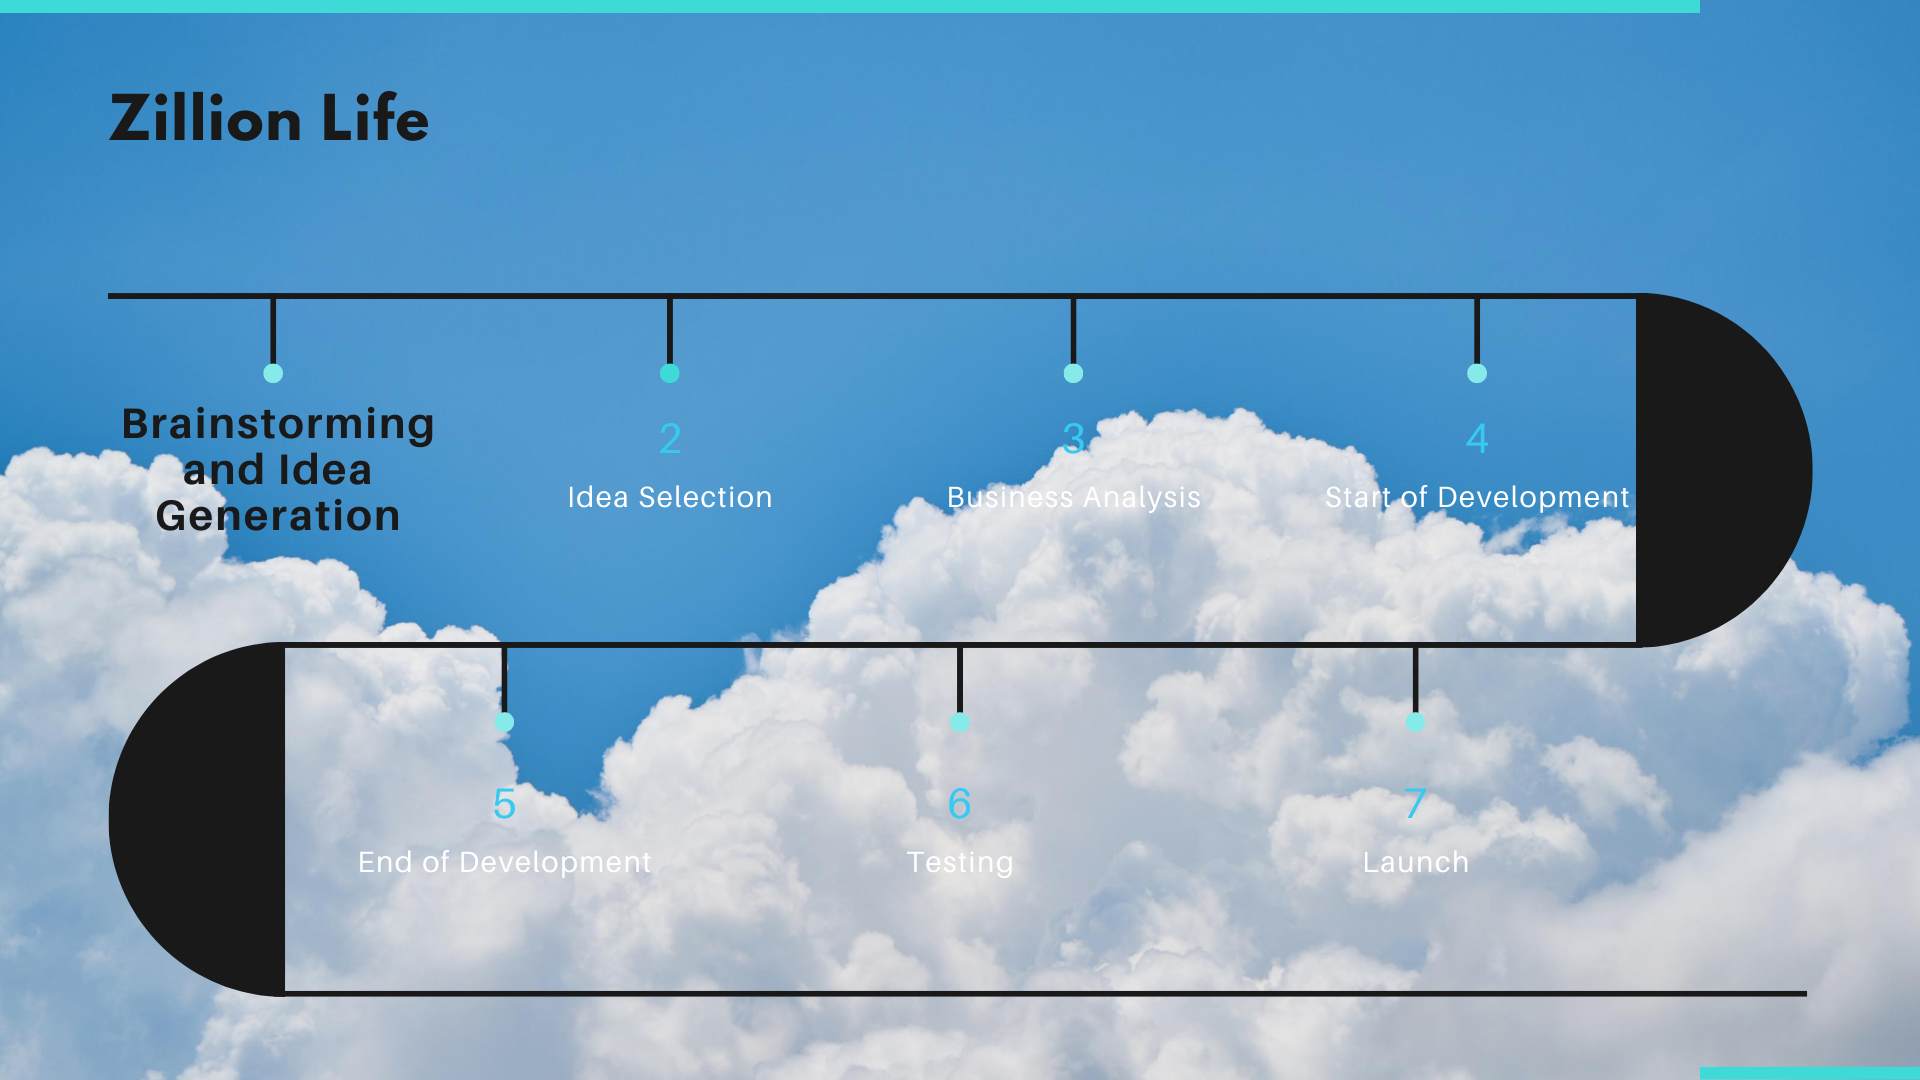 Zillion Life
Brainstorming
and Idea
Generation
2
Idea Selection
3
Business Analysis
4
Start of Development
5
End of Development
6
Testing
7
Launch